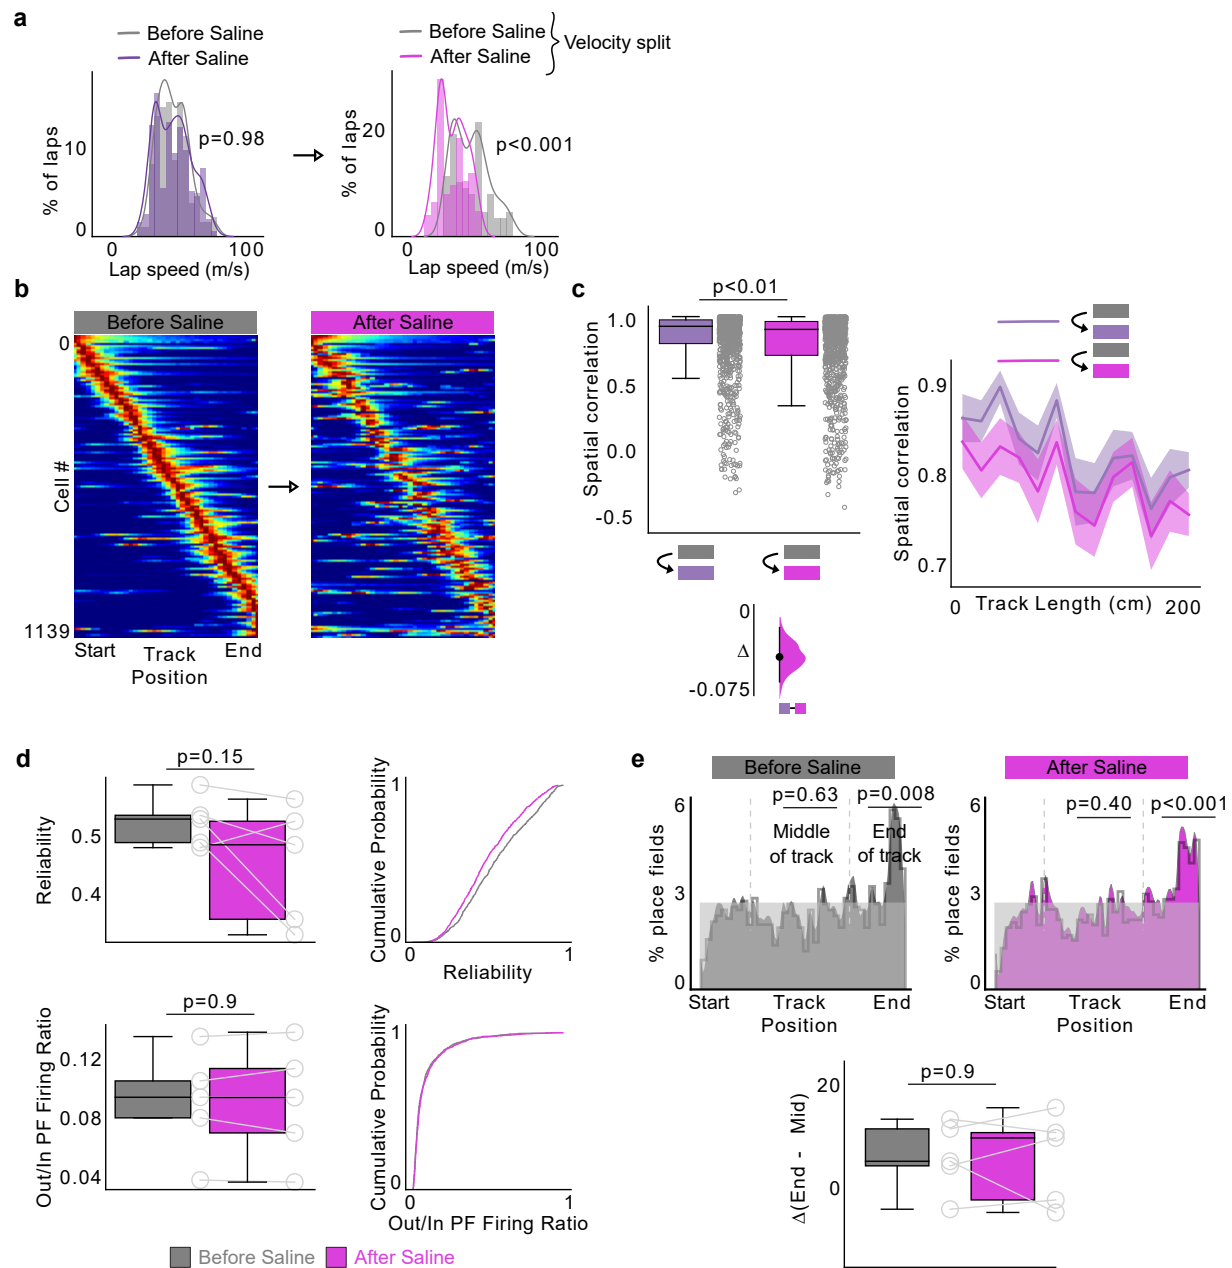 a
Before Saline
After Saline
% of laps
10
0
p=0.98
0
100
Lap speed (m/s)
Before Saline
After Saline
Velocity split
% of laps
20
0
p<0.001
0
100
Lap speed (m/s)
b
Before Saline
After Saline
0
Cell #
1139
Start
Track
Position
End
c
p<0.01
Spatial correlation
1.0
0.5
0.0
-0.5
0
Δ
-0.075
Spatial correlation
0.9
0.8
0.7
0
Track Length (cm)
200
d
p=0.15
Reliability
0.5
0.4
Cumulative Probability
1
0
0
1
Reliability
p=0.9
Out/In PF Firing Ratio
0.12
0.08
0.04
Cumulative Probability
1
0
0
1
Out/In PF Firing Ratio
Before Saline
After Saline
e
Before Saline
% place fields
6
3
0
p=0.63
Middle
of track
p=0.008
End
of track
Start
Track
Position
End
After Saline
% place fields
6
3
0
p=0.40
p<0.001
Start
Track
Position
End
p=0.9
Δ(End - Mid)
20
0